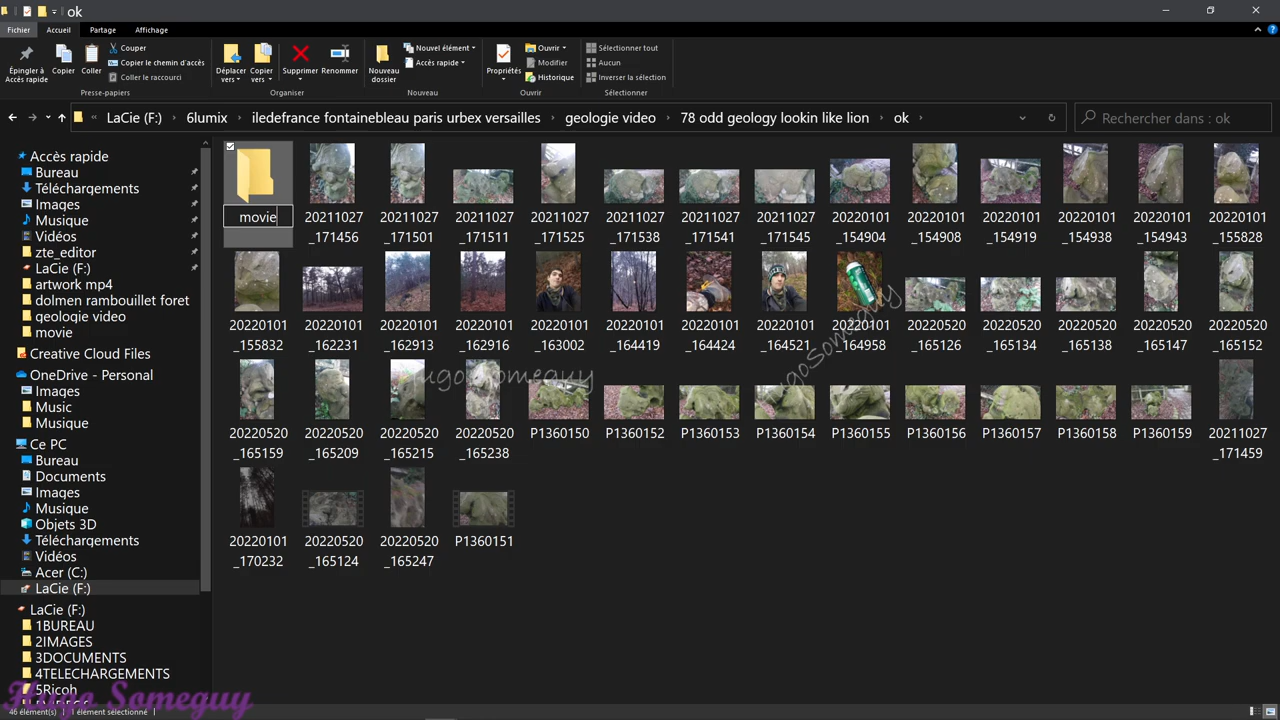 ok
Fichier Accueil Partage Affichage
Épingler à Accès rapide
Copier
Coller
Couper
Copier le chemin d'accès
Coller le raccourci
Presse-papiers
Déplacer vers
Copier vers
Supprimer
Renommer
Organiser
Nouveau dossier
Nouvel élément
Accès rapide
Nouveau
Propriétés
Ouvrir
Modifier
Historique
Ouvrir
Sélectionner tout
Aucun
Inverser la sélection
Sélectionner
« LaCie (F:) › 6lumix › iledefrance fontainebleau paris urbex versailles › geologie video › 78 odd geology lookin like lion › ok ›
Rechercher dans : ok
Accès rapide
Bureau
Téléchargements
Images
Musique
Vidéos
zte_editor
LaCie (F:)
artwork mp4
dolmen rambouillet foret
geologie video
movie
Creative Cloud Files
OneDrive - Personal
Images
Music
Musique
Ce PC
Bureau
Documents
Images
Musique
Objets 3D
Téléchargements
Vidéos
Acer (C:)
LaCie (F:)
LaCie (F:)
1BUREAU
2IMAGES
3DOCUMENTS
4TELECHARGEMENTS
5Ricoh
movie
20211027_171456
20211027_171501
20211027_171511
20211027_171525
20211027_171538
20211027_171541
20211027_171545
20220101_154904
20220101_154908
20220101_154919
20220101_154938
20220101_154943
20220101_155828
20220101_155832
20220101_162231
20220101_162913
20220101_162916
20220101_163002
20220101_164419
20220101_164424
20220101_164521
20220101_164958
20220520_165126
20220520_165134
20220520_165138
20220520_165147
20220520_165152
20220520_165159
20220520_165209
20220520_165215
20220520_165238
P1360150
P1360152
P1360153
P1360154
P1360155
P1360156
P1360157
P1360158
P1360159
20211027_171459
20220101_170232
20220520_165124
20220520_165247
P1360151
Hugo Someguy
Hugo Someguy
Hugo Someguy
46 élément(s)
1 élément sélectionné